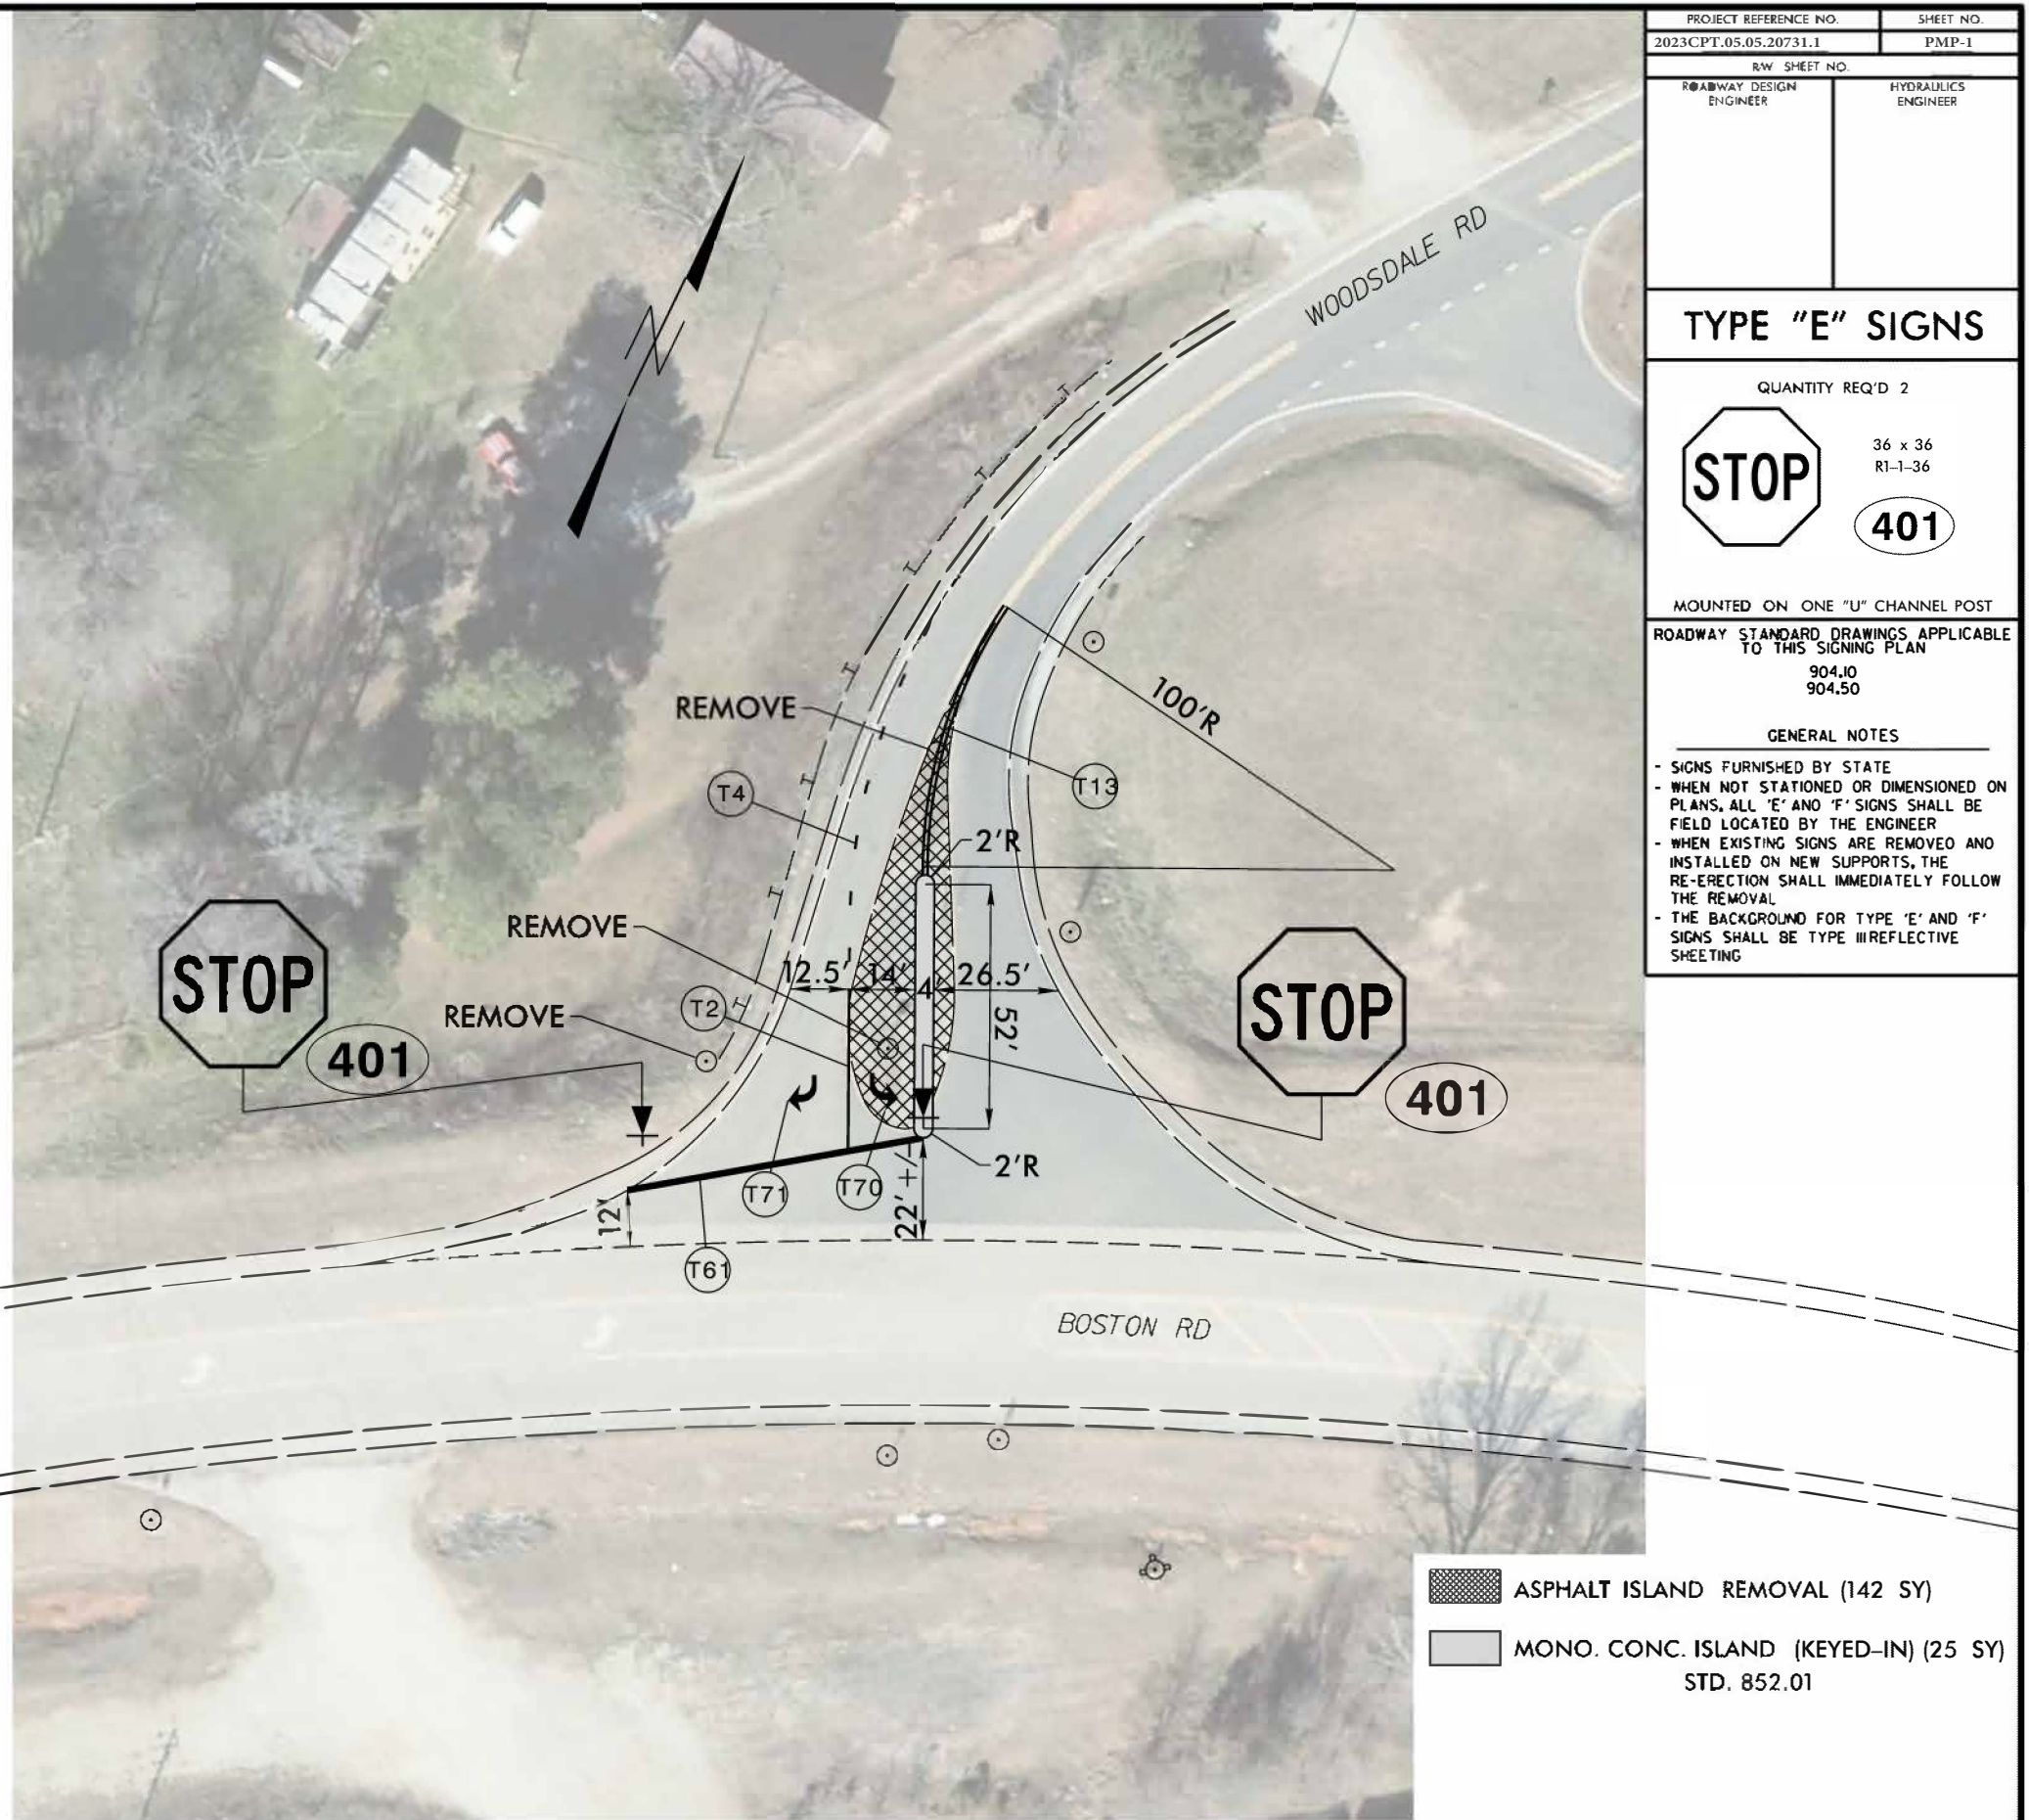 PROJECT REFERENCE NO.
SHEET NO.
2023CPT.05.05.20731.1
PMP-1
R/W SHEET NO.
ROADWAY DESIGN
ENGINEER
HYDRAULICS
ENGINEER
TYPE "E" SIGNS
QUANTITY REQ'D 2
STOP
36 x 36
R1-1-36
401
MOUNTED ON ONE "U" CHANNEL POST
ROADWAY STANDARD DRAWINGS APPLICABLE
TO THIS SIGNING PLAN
904.10
904.50
GENERAL NOTES
- SIGNS FURNISHED BY STATE
- WHEN NOT STATIONED OR DIMENSIONED ON
PLANS, ALL 'E' AND 'F' SIGNS SHALL BE
FIELD LOCATED BY THE ENGINEER
- WHEN EXISTING SIGNS ARE REMOVED AND
INSTALLED ON NEW SUPPORTS, THE
RE-ERECTION SHALL IMMEDIATELY FOLLOW
THE REMOVAL
- THE BACKGROUND FOR TYPE 'E' AND 'F'
SIGNS SHALL BE TYPE III REFLECTIVE
SHEETING
WOODSDALE RD
N
REMOVE
100'R
T4
T13
2'R
REMOVE
STOP
401
REMOVE
T2
12.5'
14'
4'
26.5'
52'
STOP
401
2'R
T71
T70
22' +/-
12'
T61
BOSTON RD
ASPHALT ISLAND REMOVAL (142 SY)
MONO. CONC. ISLAND (KEYED-IN) (25 SY)
STD. 852.01